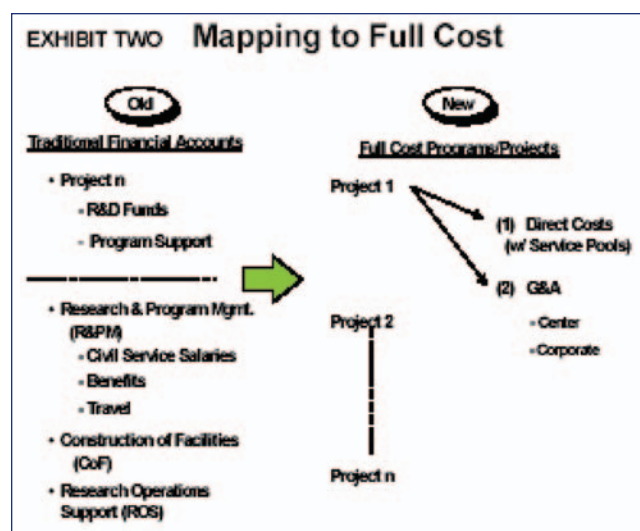 EXHIBIT TWO Mapping to Full Cost
Old
Traditional Financial Accounts
• Project n
- R&D Funds
- Program Support
• Research & Program Mgmt.
(R&PM)
- Civil Service Salaries
- Benefits
- Travel
• Construction of Facilities
(CoF)
• Research Operations
Support (ROS)
New
Full Cost Programs/Projects
Project 1
(1) Direct Costs
(w/ Service Pools)
(2) G&A
- Center
- Corporate
Project 2
Project n